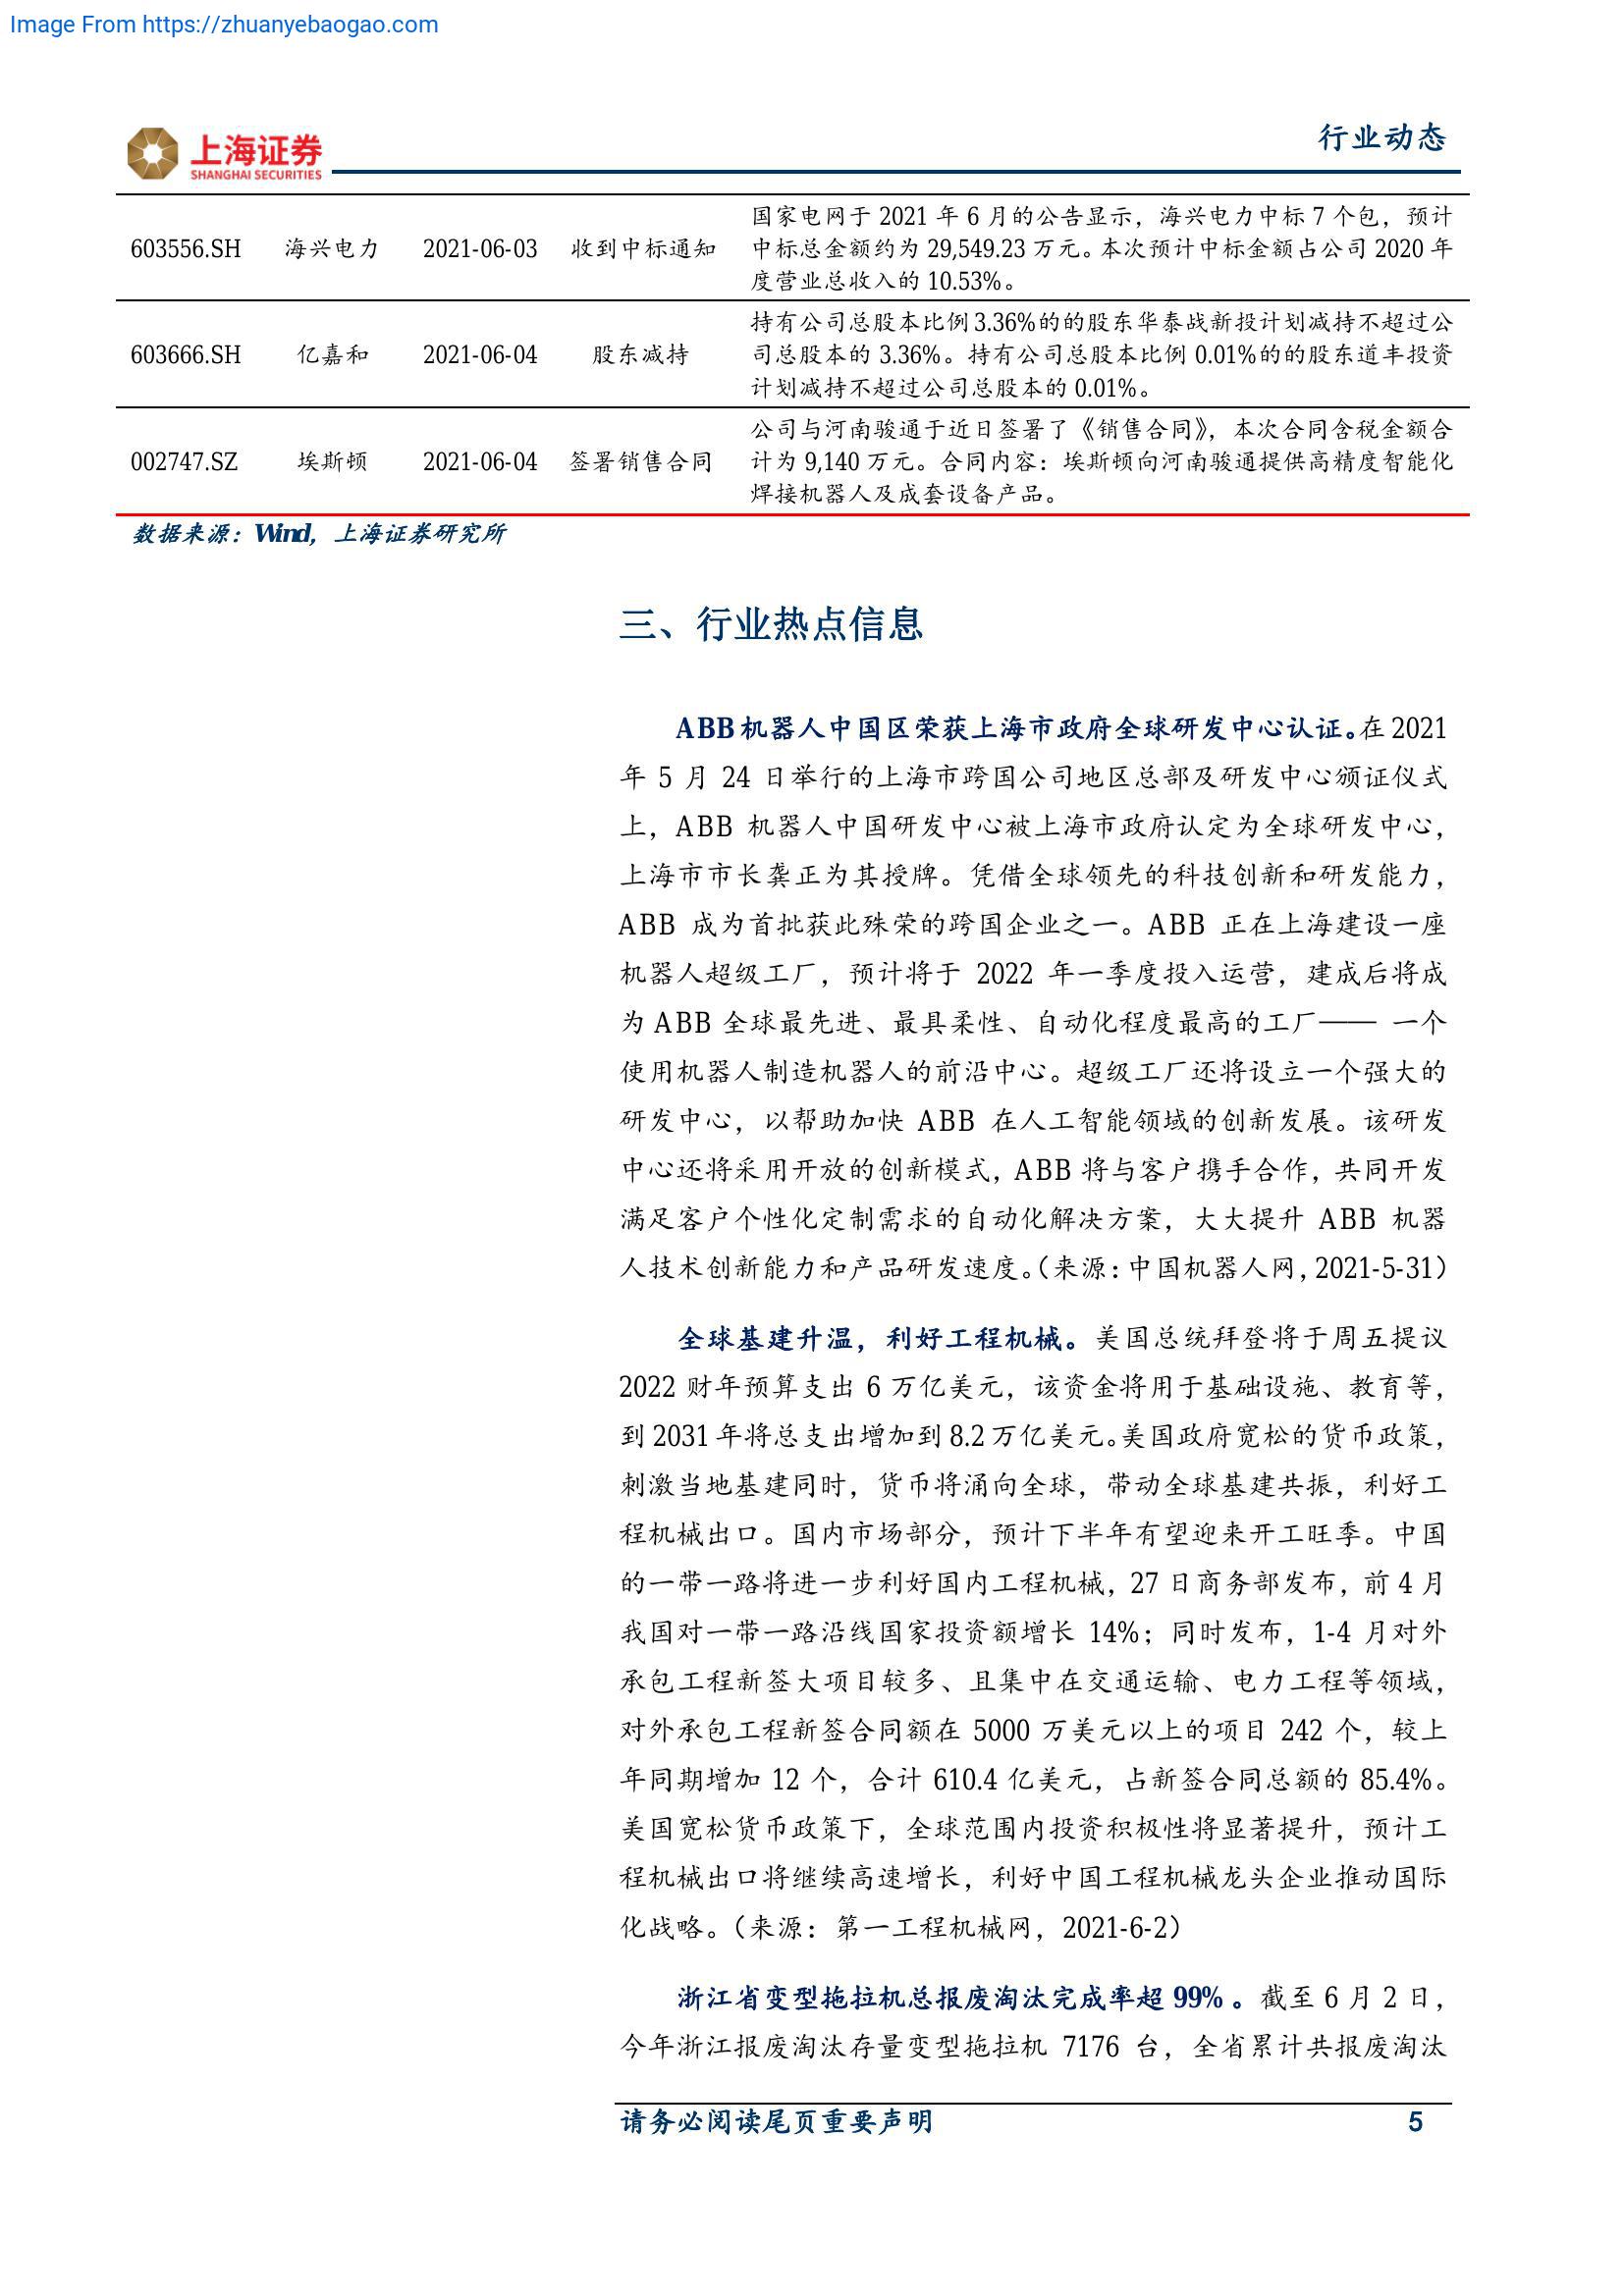 Image From https://zhuanyebaogao.com
上海证券
SHANGHAI SECURITIES
行业动态
603556.SH 海兴电力 2021-06-03 收到中标通知 国家电网于 2021 年 6 月的公告显示，海兴电力中标 7 个包，预计
中标总金额约为 29,549.23 万元。本次预计中标金额占公司 2020 年
度营业总收入的 10.53%。
603666.SH 亿嘉和 2021-06-04 股东减持 持有公司总股本比例 3.36%的的股东华泰战新投计划减持不超过公
司总股本的 3.36%。持有公司总股本比例 0.01%的的股东道丰投资
计划减持不超过公司总股本的 0.01%。
002747.SZ 埃斯顿 2021-06-04 签署销售合同 公司与河南骏通于近日签署了《销售合同》，本次合同含税金额合
计为 9,140 万元。合同内容：埃斯顿向河南骏通提供高精度智能化
焊接机器人及成套设备产品。
数据来源：Wind，上海证券研究所
三、行业热点信息
ABB 机器人中国区荣获上海市政府全球研发中心认证。在 2021
年 5 月 24 日举行的上海市跨国公司地区总部及研发中心颁证仪式
上，ABB 机器人中国研发中心被上海市政府认定为全球研发中心，
上海市市长龚正为其授牌。凭借全球领先的科技创新和研发能力，
ABB 成为首批获此殊荣的跨国企业之一。ABB 正在上海建设一座
机器人超级工厂，预计将于 2022 年一季度投入运营，建成后将成
为 ABB 全球最先进、最具柔性、自动化程度最高的工厂—— 一个
使用机器人制造机器人的前沿中心。超级工厂还将设立一个强大的
研发中心，以帮助加快 ABB 在人工智能领域的创新发展。该研发
中心还将采用开放的创新模式，ABB 将与客户携手合作，共同开发
满足客户个性化定制需求的自动化解决方案，大大提升 ABB 机器
人技术创新能力和产品研发速度。（来源：中国机器人网，2021-5-31）
全球基建升温，利好工程机械。美国总统拜登将于周五提议
2022 财年预算支出 6 万亿美元，该资金将用于基础设施、教育等，
到 2031 年将总支出增加到 8.2 万亿美元。美国政府宽松的货币政策，
刺激当地基建同时，货币将涌向全球，带动全球基建共振，利好工
程机械出口。国内市场部分，预计下半年有望迎来开工旺季。中国
的一带一路将进一步利好国内工程机械，27 日商务部发布，前 4 月
我国对一带一路沿线国家投资额增长 14%；同时发布，1-4 月对外
承包工程新签大项目较多、且集中在交通运输、电力工程等领域，
对外承包工程新签合同额在 5000 万美元以上的项目 242 个，较上
年同期增加 12 个，合计 610.4 亿美元，占新签合同总额的 85.4%。
美国宽松货币政策下，全球范围内投资积极性将显著提升，预计工
程机械出口将继续高速增长，利好中国工程机械龙头企业推动国际
化战略。（来源：第一工程机械网，2021-6-2）
浙江省变型拖拉机总报废淘汰完成率超 99% 。截至 6 月 2 日，
今年浙江报废淘汰存量变型拖拉机 7176 台，全省累计共报废淘汰
请务必阅读尾页重要声明 5